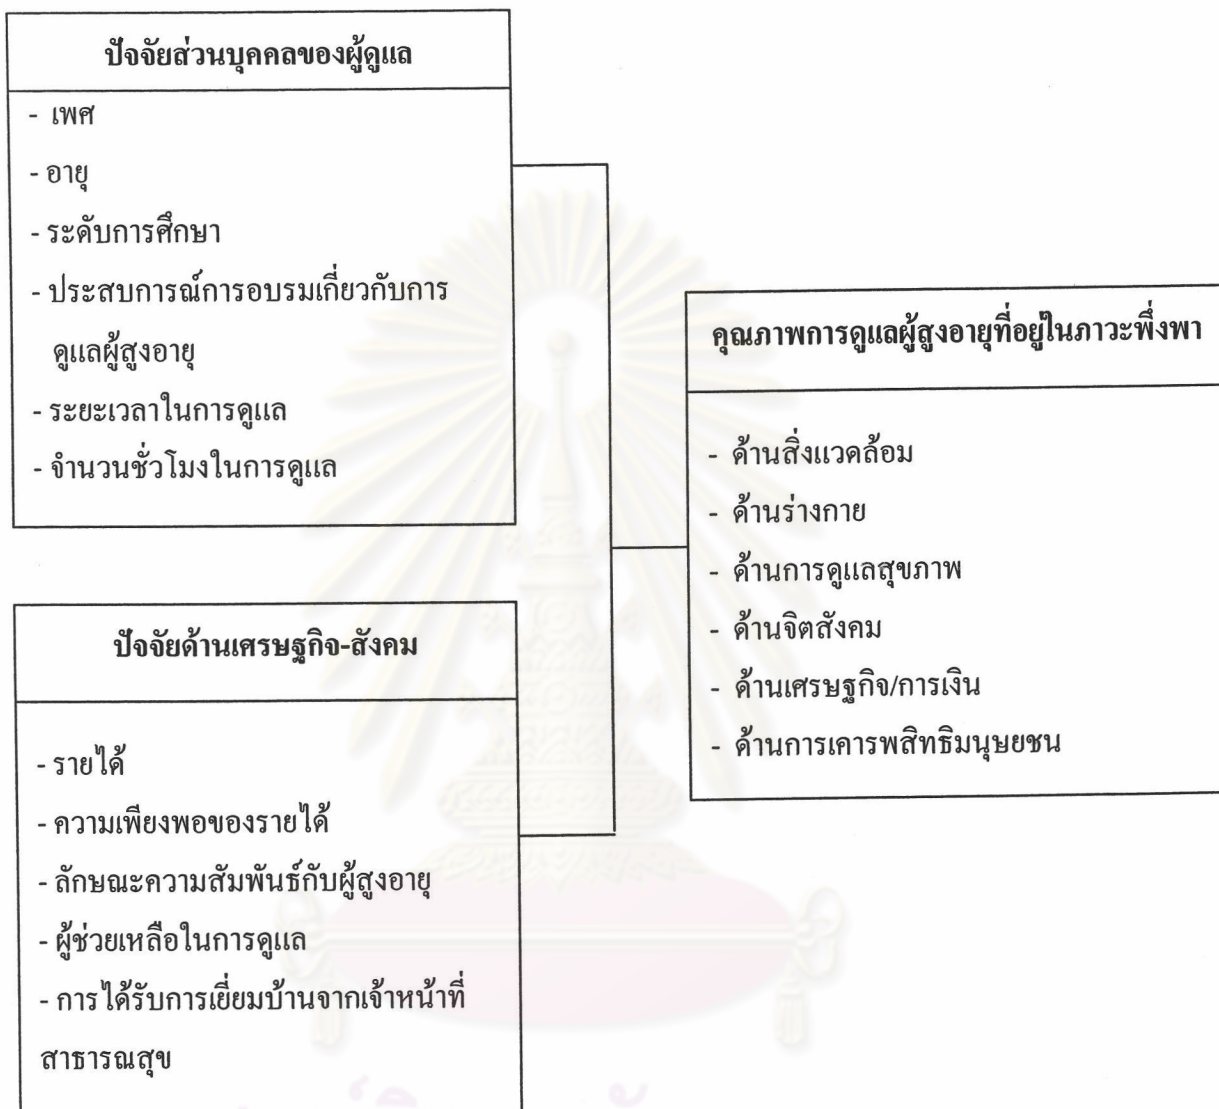 ปัจจัยส่วนบุคคลของผู้ดูแล
- เพศ
- อายุ
- ระดับการศึกษา
- ประสบการณ์การอบรมเกี่ยวกับการ
ดูแลผู้สูงอายุ
- ระยะเวลาในการดูแล
- จำนวนชั่วโมงในการดูแล
ปัจจัยด้านเศรษฐกิจ-สังคม
- รายได้
- ความเพียงพอของรายได้
- ลักษณะความสัมพันธ์กับผู้สูงอายุ
- ผู้ช่วยเหลือในการดูแล
- การได้รับการเยี่ยมบ้านจากเจ้าหน้าที่
สาธารณสุข
คุณภาพการดูแลผู้สูงอายุที่อยู่ในภาวะพึ่งพา
- ด้านสิ่งแวดล้อม
- ด้านร่างกาย
- ด้านการดูแลสุขภาพ
- ด้านจิตสังคม
- ด้านเศรษฐกิจ/การเงิน
- ด้านการเคารพสิทธิมนุษยชน